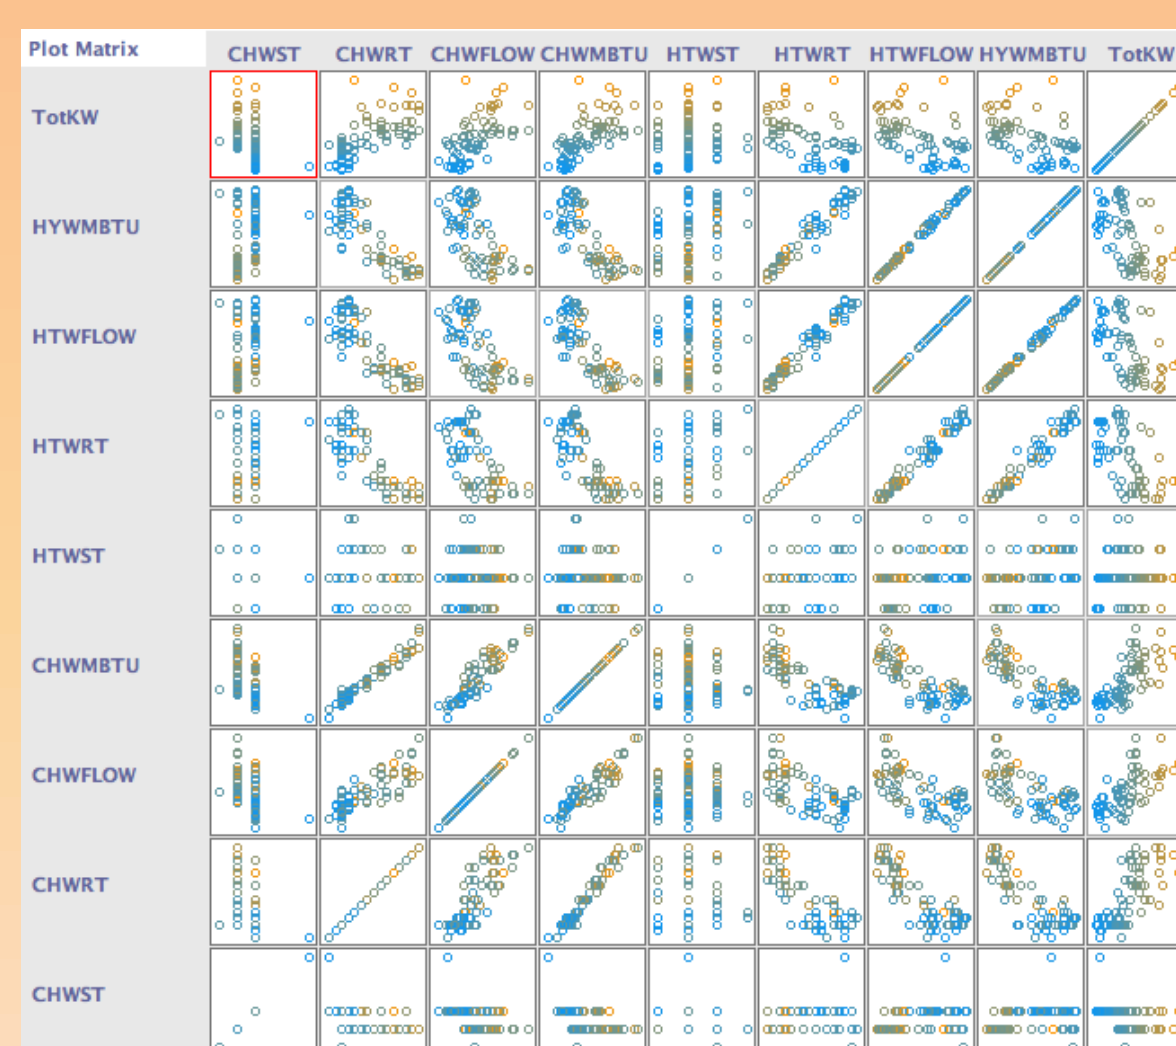 Plot Matrix CHWST CHWRT CHWFLOW CHWMBTU HTWST HTWRT HTWFLOW HYWMBTU TotKW
TotKW
HYWMBTU
HTWFLOW
HTWRT
HTWST
CHWMBTU
CHWFLOW
CHWRT
CHWST